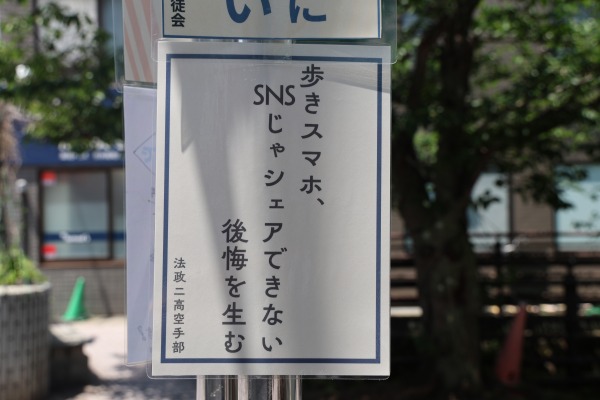 徒会
いに
歩きスマホ、
SNSじゃシェアできない
後悔を生む
法政二高空手部